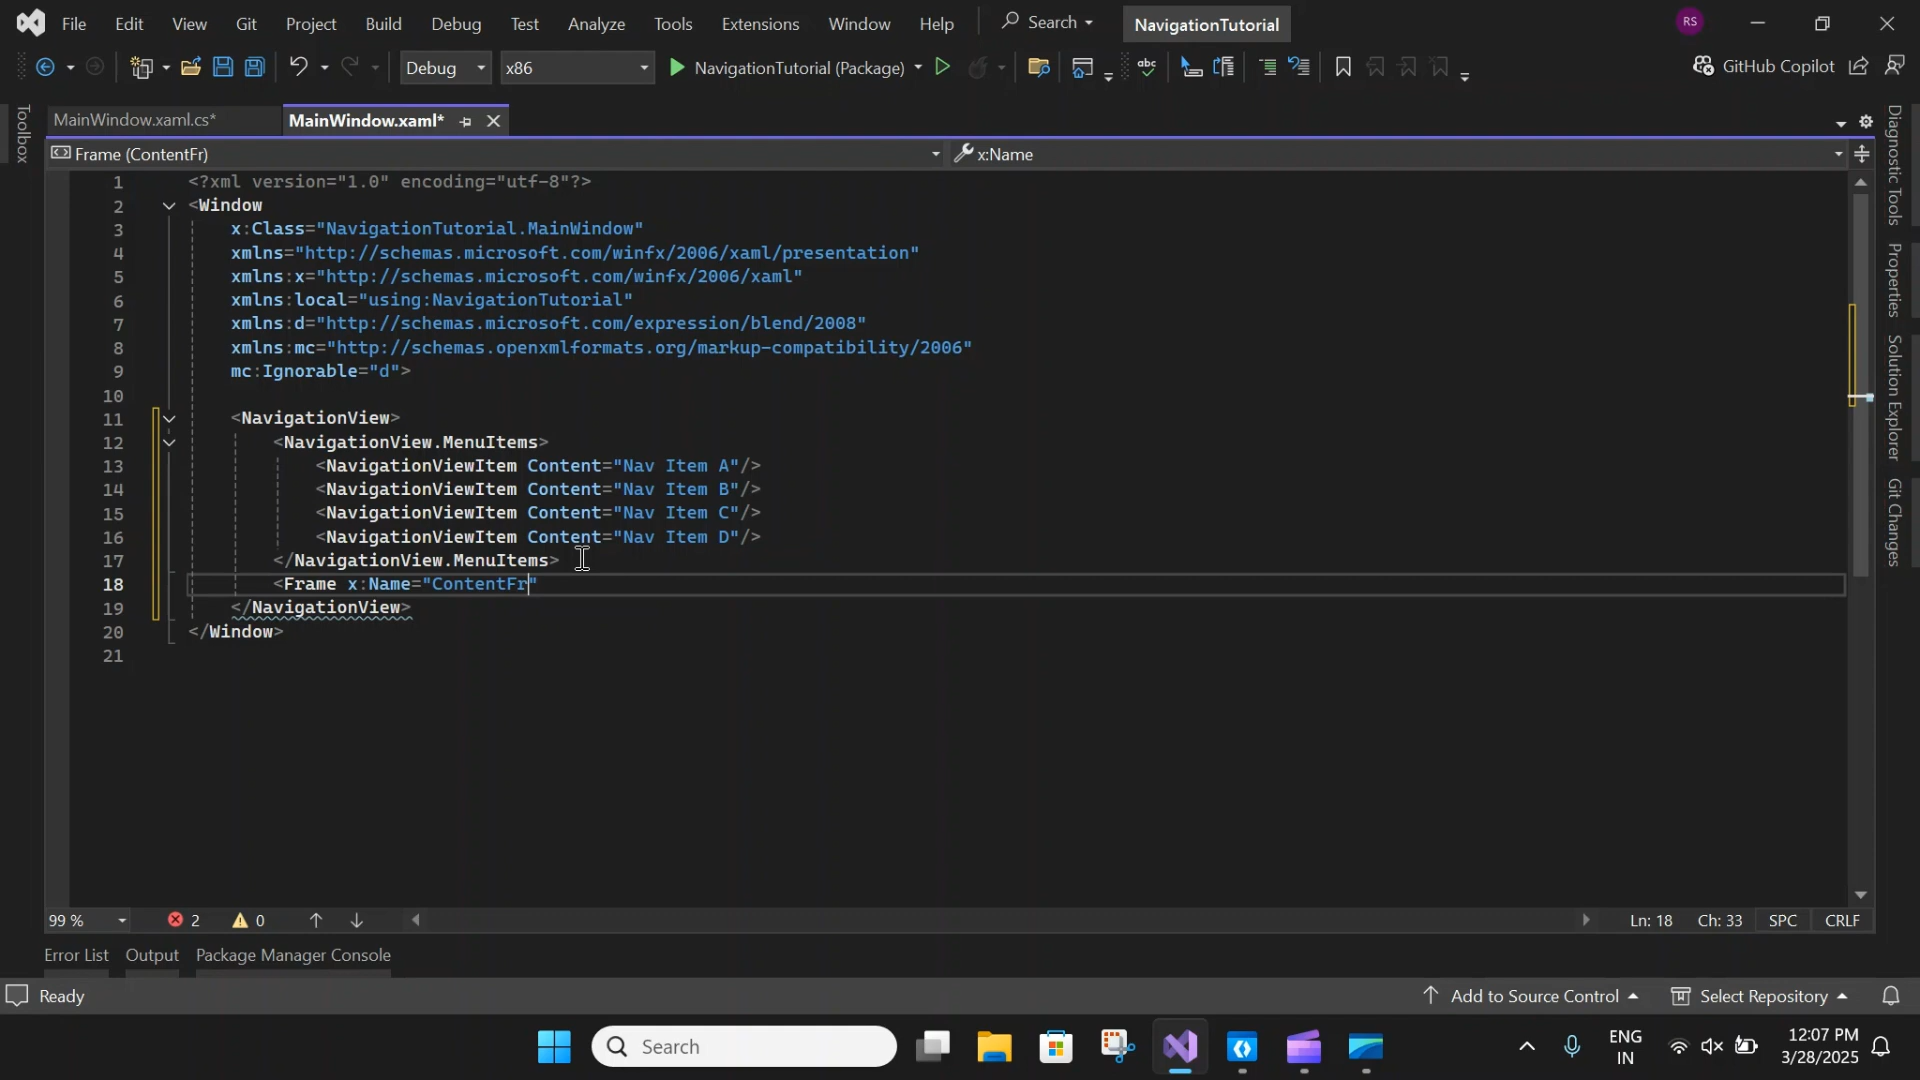 File Edit View Git Project Build Debug Test Analyze Tools Extensions Window Help Search NavigationTutorial RS
Debug x86 NavigationTutorial (Package) abc GitHub Copilot
Toolbox
MainWindow.xaml.cs* MainWindow.xaml*
Frame (ContentFr) x:Name
1 <?xml version="1.0" encoding="utf-8"?>
2 <Window
3 x:Class="NavigationTutorial.MainWindow"
4 xmlns="http://schemas.microsoft.com/winfx/2006/xaml/presentation"
5 xmlns:x="http://schemas.microsoft.com/winfx/2006/xaml"
6 xmlns:local="using:NavigationTutorial"
7 xmlns:d="http://schemas.microsoft.com/expression/blend/2008"
8 xmlns:mc="http://schemas.openxmlformats.org/markup-compatibility/2006"
9 mc:Ignorable="d">
10
11 <NavigationView>
12 <NavigationView.MenuItems>
13 <NavigationViewItem Content="Nav Item A"/>
14 <NavigationViewItem Content="Nav Item B"/>
15 <NavigationViewItem Content="Nav Item C"/>
16 <NavigationViewItem Content="Nav Item D"/>
17 </NavigationView.MenuItems>
18 <Frame x:Name="ContentFr"
19 </NavigationView>
20 </Window>
21
Diagnostic Tools
Properties
Solution Explorer
Git Changes
99 % 2 0 Ln: 18 Ch: 33 SPC CRLF
Error List Output Package Manager Console
Ready Add to Source Control Select Repository
Search ENG 12:07 PM
IN 3/28/2025